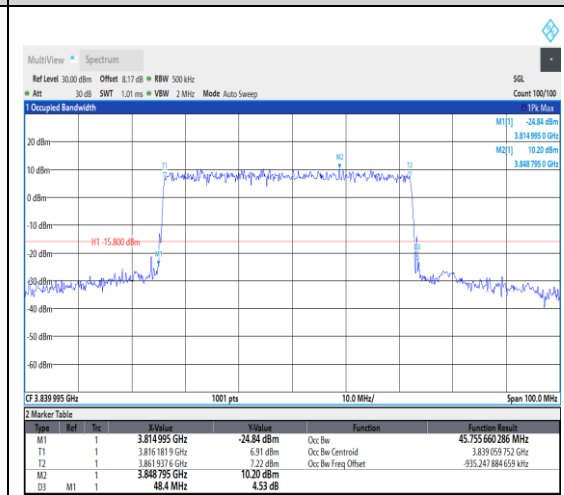 MultiView Spectrum
Ref Level 30.00 dBm Offset 8.17 dB RBW 500 kHz SGL
Att 30 dB SWT 1.01 ms VBW 2 MHz Mode Auto Sweep Count 100/100
1 Occupied Bandwidth 1Pk Max
M1[1] -24.84 dBm
3.814 995 0 GHz
M2[1] 10.20 dBm
3.848 795 0 GHz
20 dBm
M2
T1 T2
10 dBm
0 dBm
-10 dBm
H1 -15.800 dBm
-20 dBm
M1
-30 dBm
-40 dBm
-50 dBm
-60 dBm
CF 3.839 995 GHz 1001 pts 10.0 MHz/ Span 100.0 MHz
2 Marker Table
Type Ref Trc X-Value Y-Value Function Function Result
M1 1 3.814995 GHz -24.84 dBm Occ Bw 45.755 660 286 MHz
T1 1 3.816 181 9 GHz 6.91 dBm Occ Bw Centroid 3.839 059 752 GHz
T2 1 3.861 937 6 GHz 7.22 dBm Occ Bw Freq Offset -935.247 884 659 kHz
M2 1 3.848 795 GHz 10.20 dBm
D3 M1 1 48.4 MHz 4.53 dB